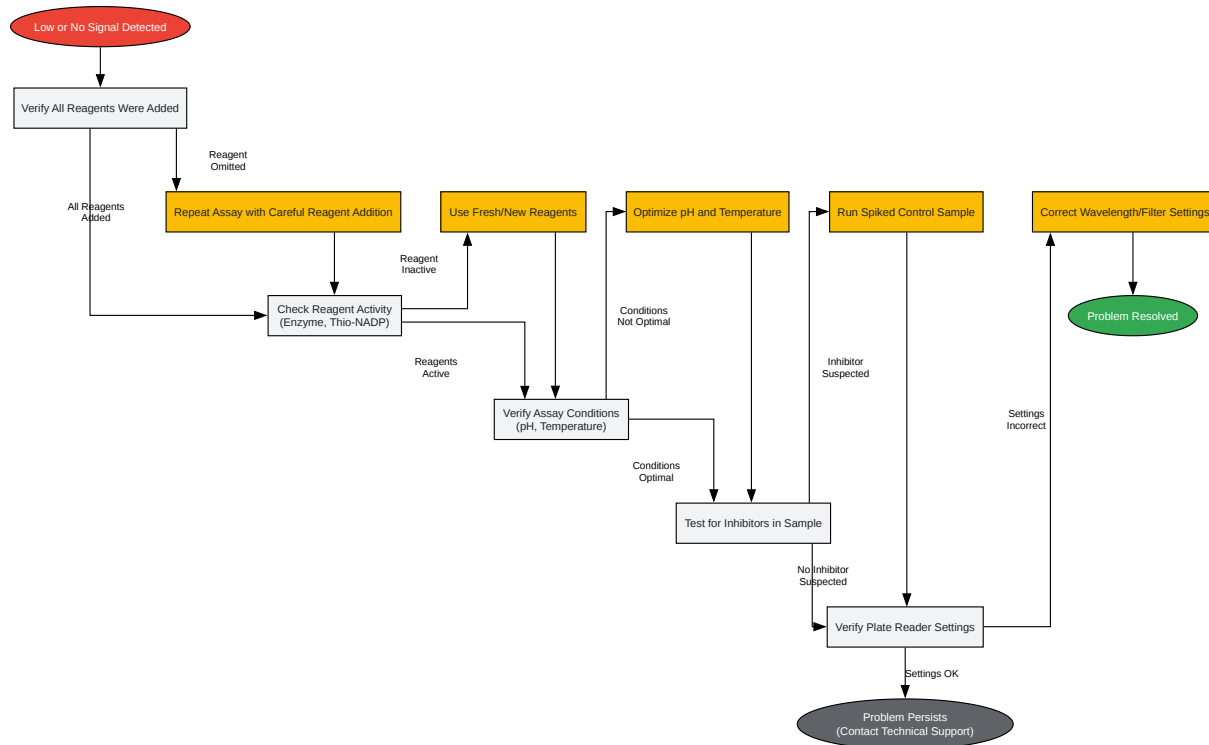 Low or No Signal Detected
Verify All Reagents Were Added
Reagent
Omitted
All Reagents
Added
Repeat Assay with Careful Reagent Addition
Use Fresh/New Reagents
Optimize pH and Temperature
Run Spiked Control Sample
Correct Wavelength/Filter Settings
Reagent
Inactive
Check Reagent Activity
(Enzyme, Thio-NADP)
Conditions
Not Optimal
Problem Resolved
Reagents
Active
Inhibitor
Suspected
Verify Assay Conditions
(pH, Temperature)
Settings
Incorrect
Conditions
Optimal
Test for Inhibitors in Sample
No Inhibitor
Suspected
Verify Plate Reader Settings
Settings OK
Problem Persists
(Contact Technical Support)